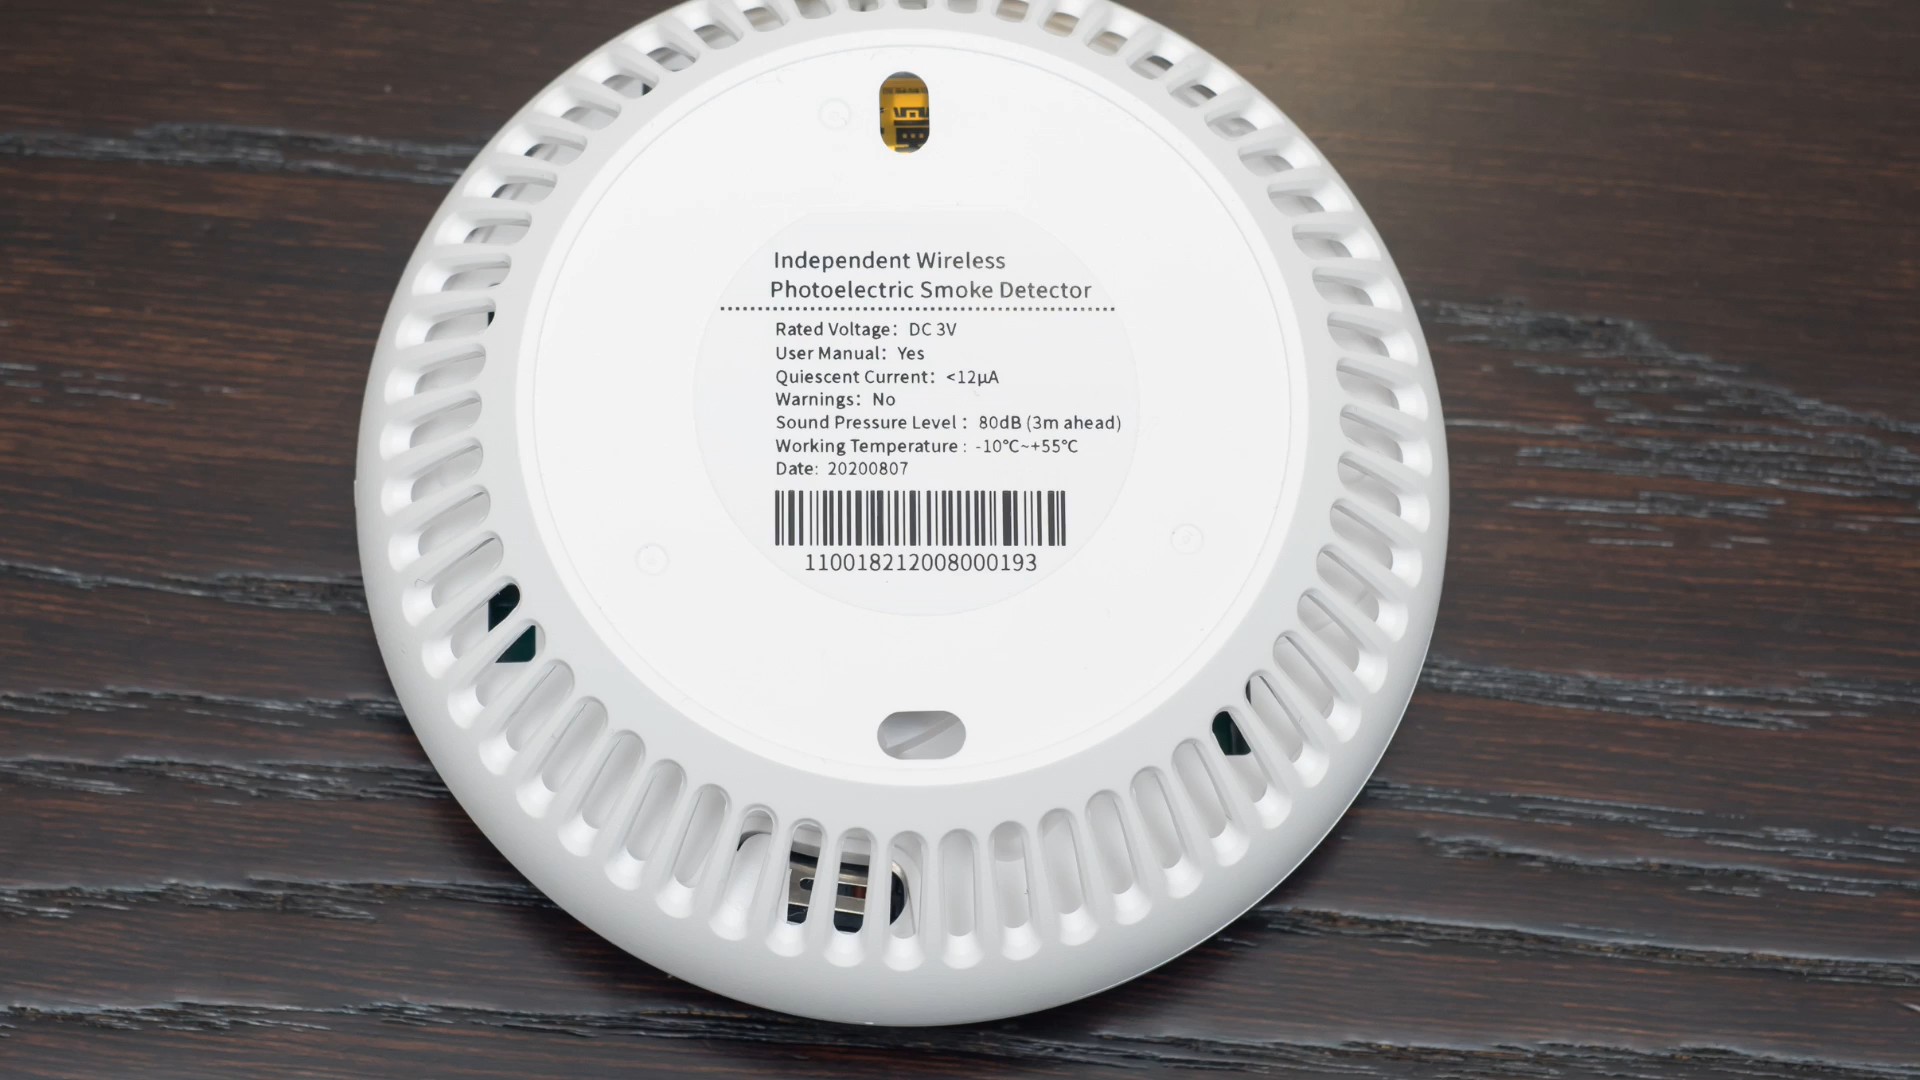 Independent Wireless
Photoelectric Smoke Detector
Rated Voltage: DC 3V
User Manual: Yes
Quiescent Current: <12μA
Warnings: No
Sound Pressure Level : 80dB (3m ahead)
Working Temperature : -10℃~+55℃
Date: 20200807
110018212008000193